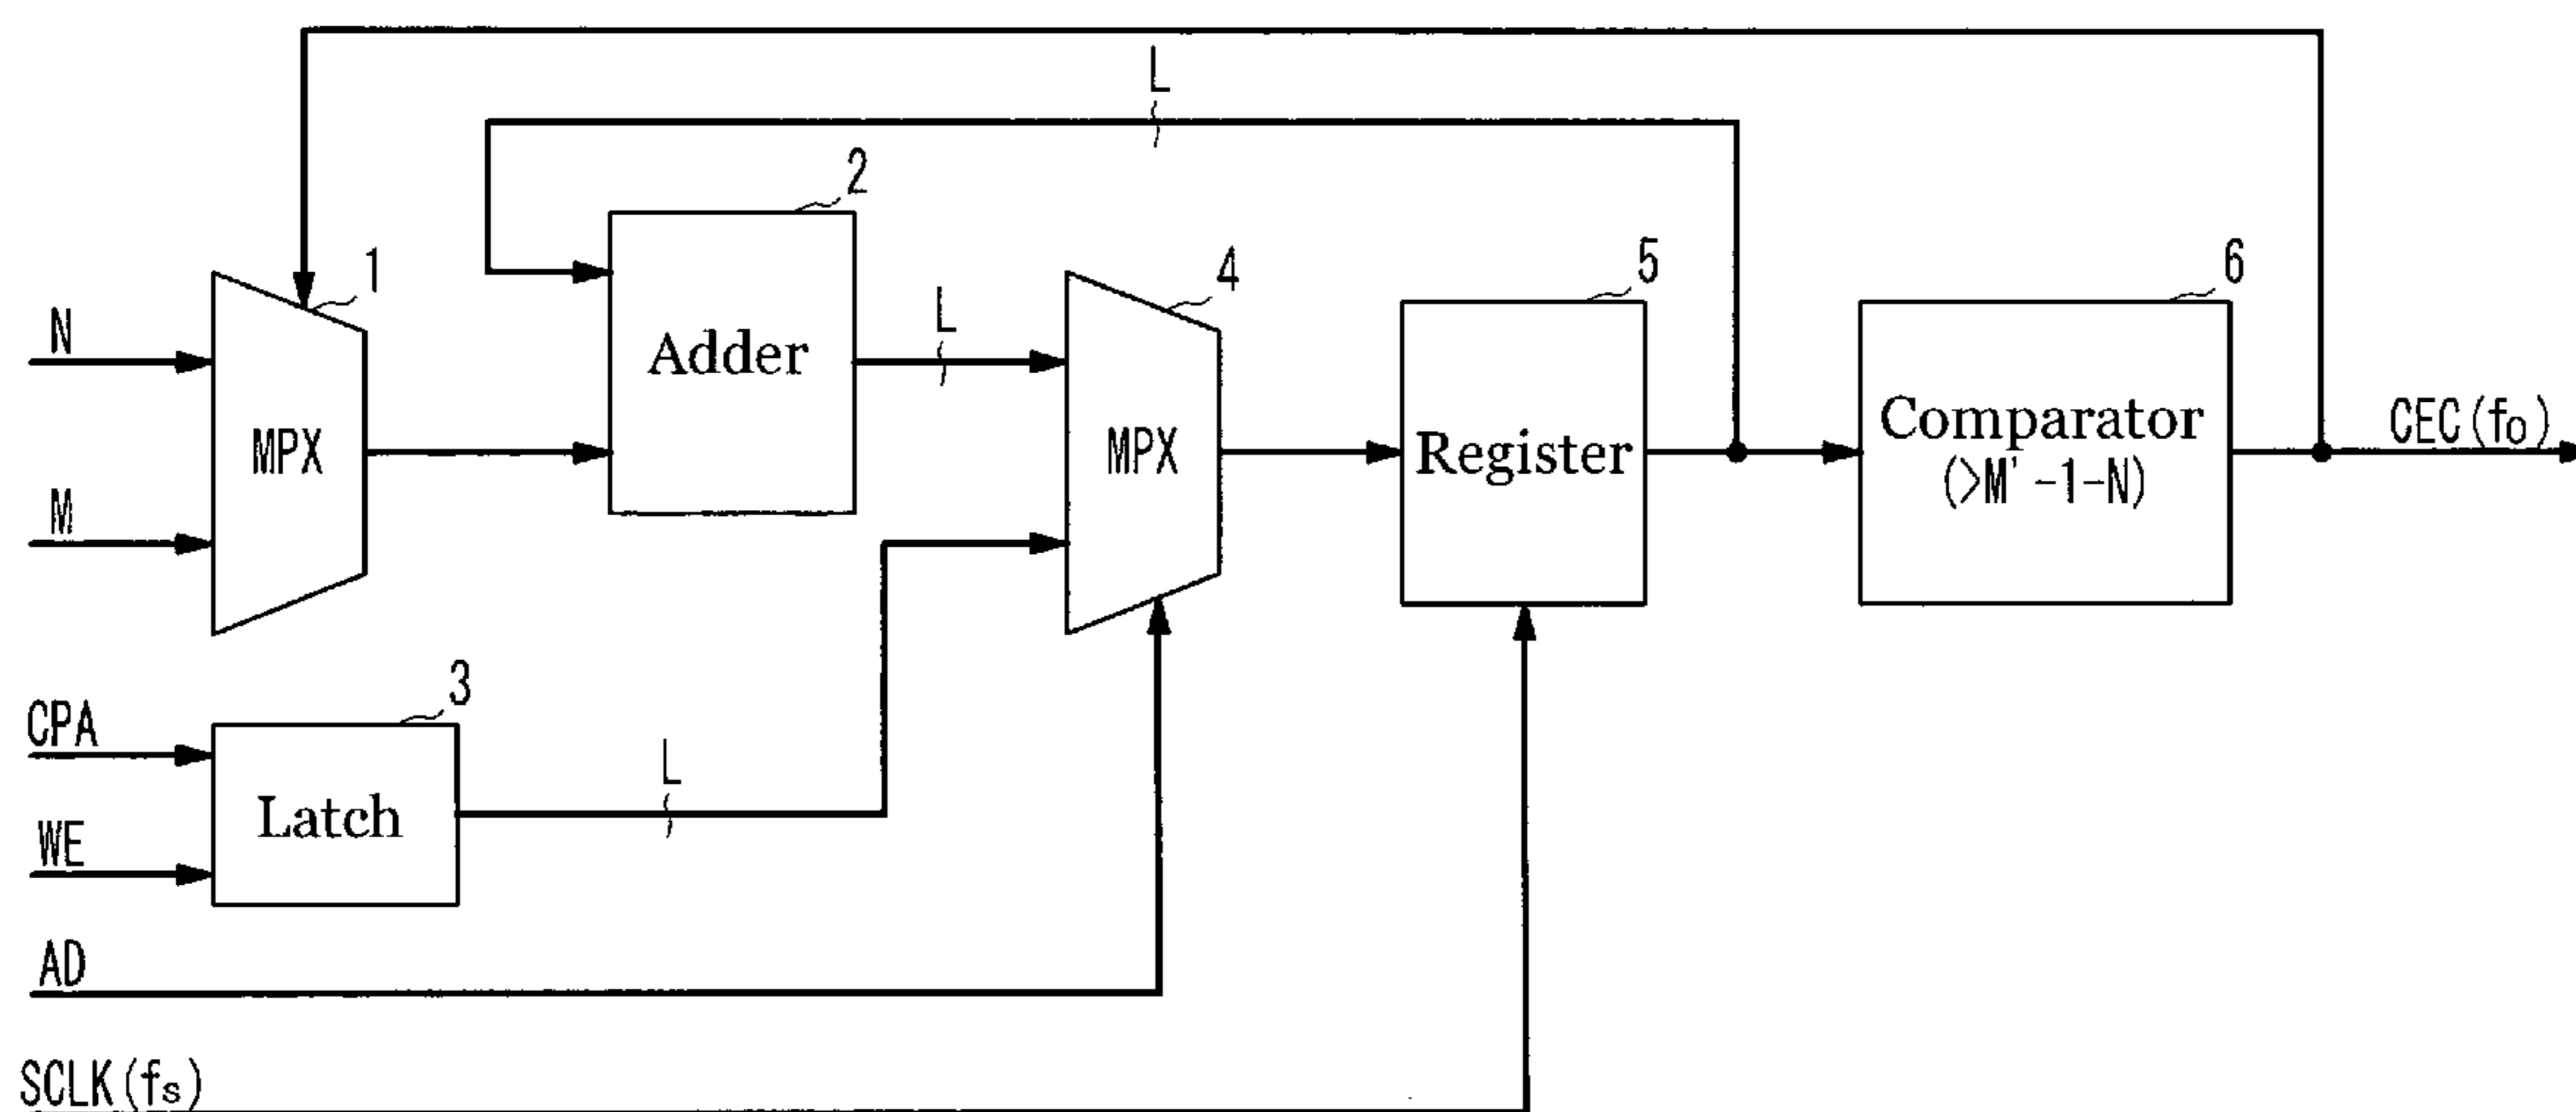 L
2
1
4
5
6
N
L
Adder
MPX
MPX
Register
Comparator
(>M'-1-N)
CEC(fo)
M
3
CPA
L
Latch
WE
AD
SCLK(fs)